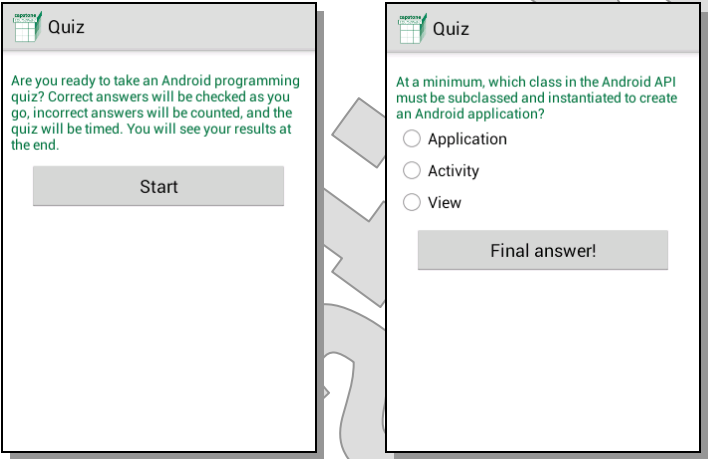 capstone
Quiz
Are you ready to take an Android programming
quiz? Correct answers will be checked as you
go, incorrect answers will be counted, and the
quiz will be timed. You will see your results at
the end.
Start
capstone
Quiz
At a minimum, which class in the Android API
must be subclassed and instantiated to create
an Android application?
Application
Activity
View
Final answer!